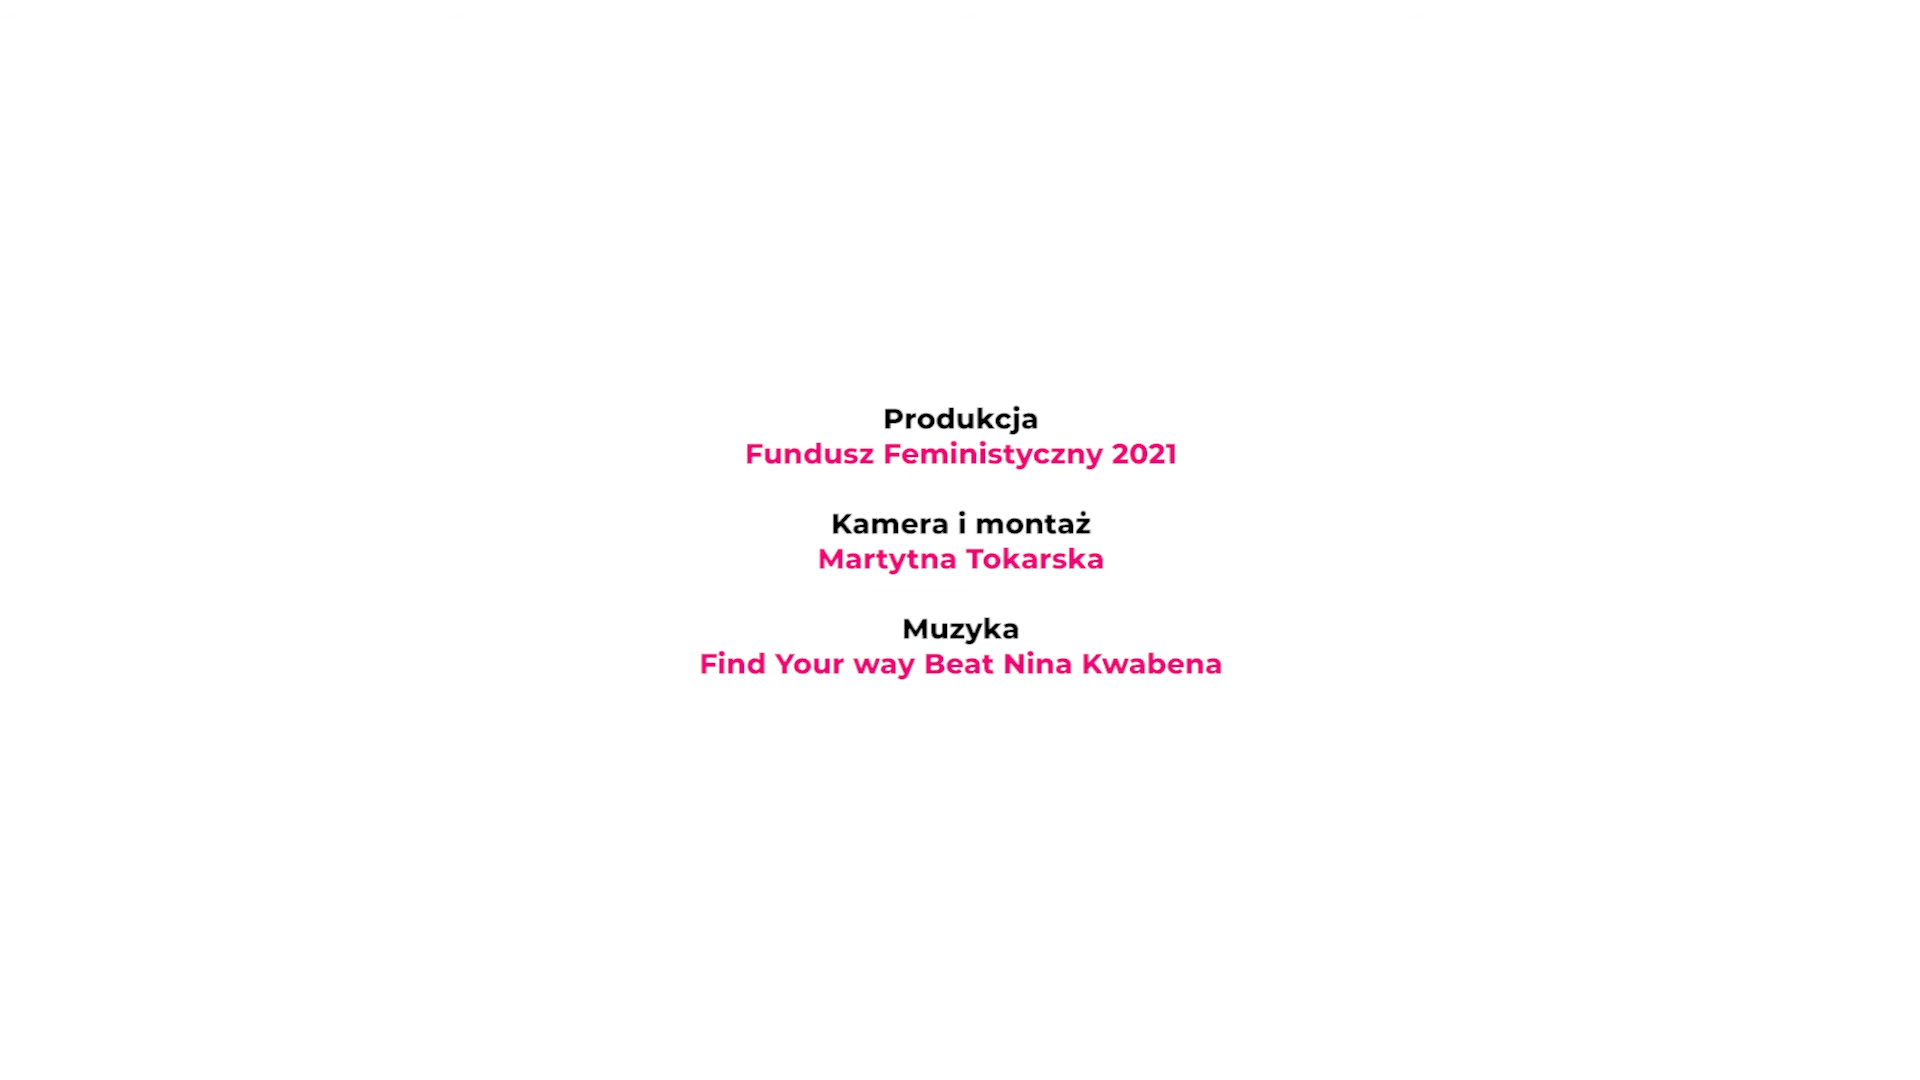 Produkcja
Fundusz Feministyczny 2021
Kamera i montaż
Martytna Tokarska
Muzyka
Find Your way Beat Nina Kwabena